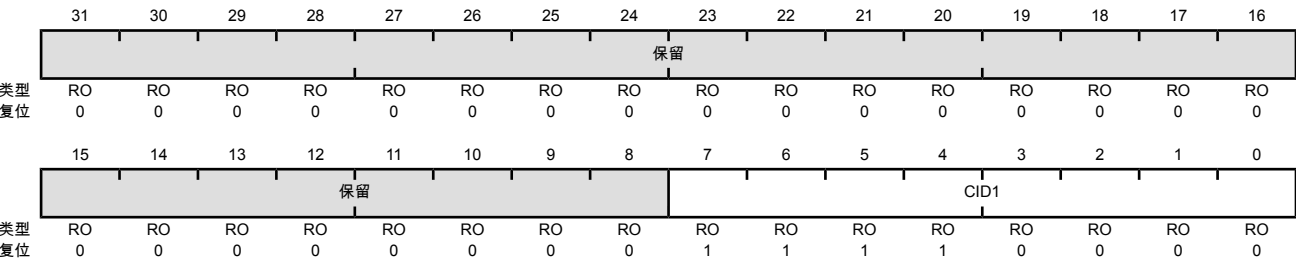 31 30 29 28 27 26 25 24 23 22 21 20 19 18 17 16
保留
类型 RO RO RO RO RO RO RO RO RO RO RO RO RO RO RO RO
复位 0 0 0 0 0 0 0 0 0 0 0 0 0 0 0 0
15 14 13 12 11 10 9 8 7 6 5 4 3 2 1 0
保留 CID1
类型 RO RO RO RO RO RO RO RO RO RO RO RO RO RO RO RO
复位 0 0 0 0 0 0 0 0 1 1 1 1 0 0 0 0